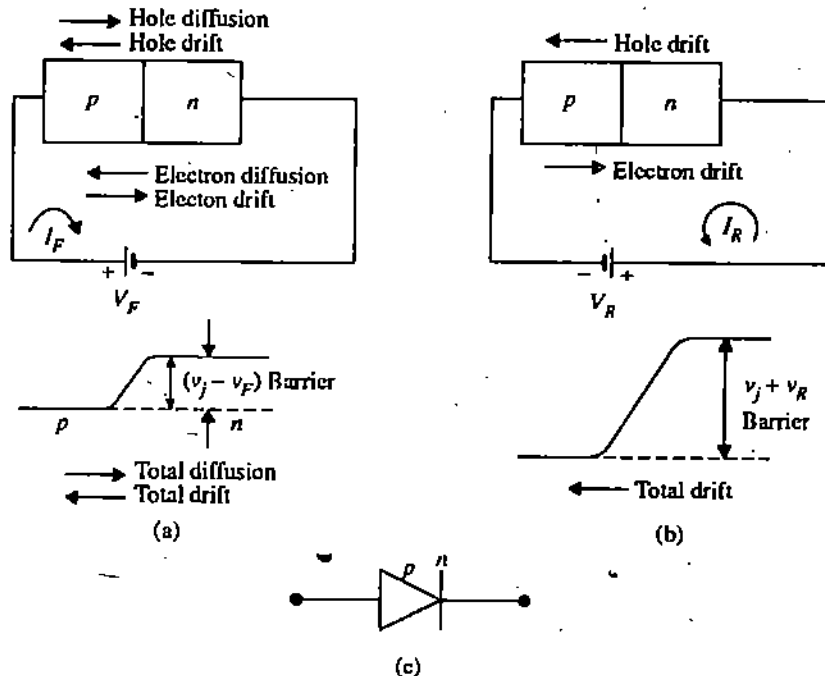 Hole diffusion
Hole drift
p n
Electron diffusion
Electon drift
I_F
+ -
V_F
(v_j – v_F) Barrier
p n
Total diffusion
Total drift
(a)
Hole drift
p n
Electron drift
I_R
- +
V_R
v_j + v_R
Barrier
Total drift
(b)
p n
(c)